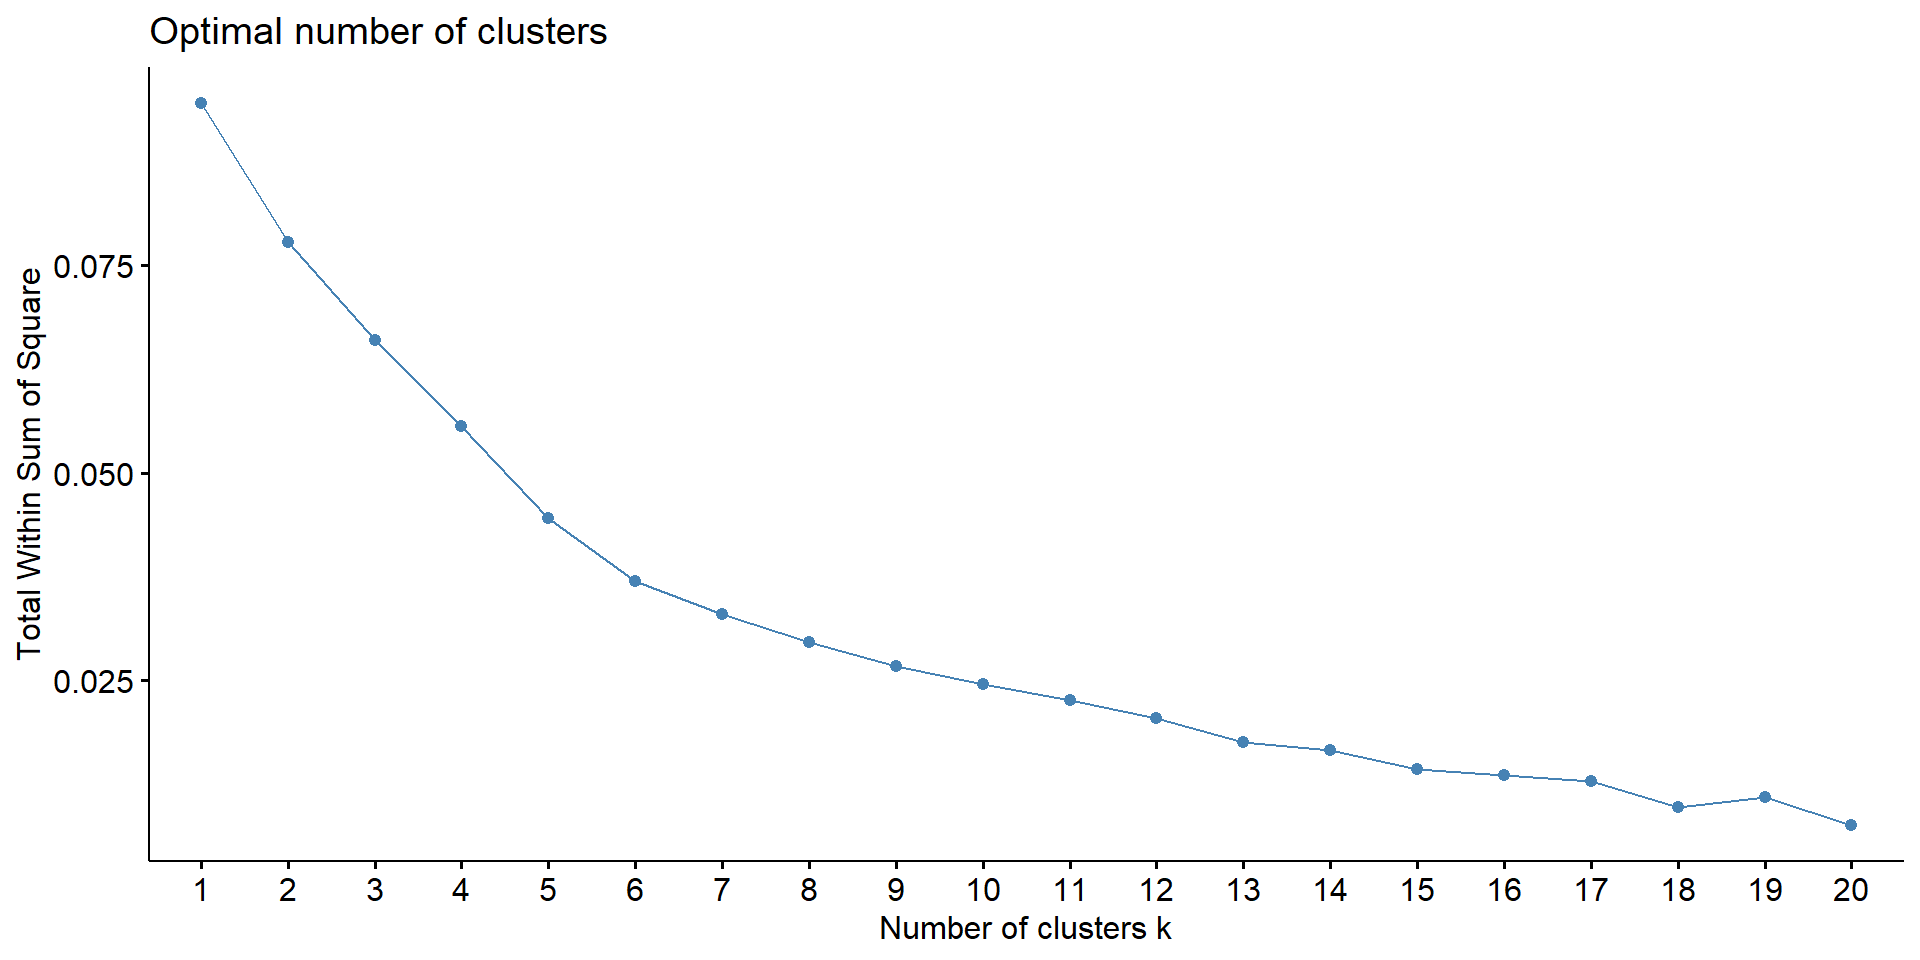 Optimal number of clusters
Total Within Sum of Square
0.075
0.050
0.025
1 2 3 4 5 6 7 8 9 10 11 12 13 14 15 16 17 18 19 20
Number of clusters k